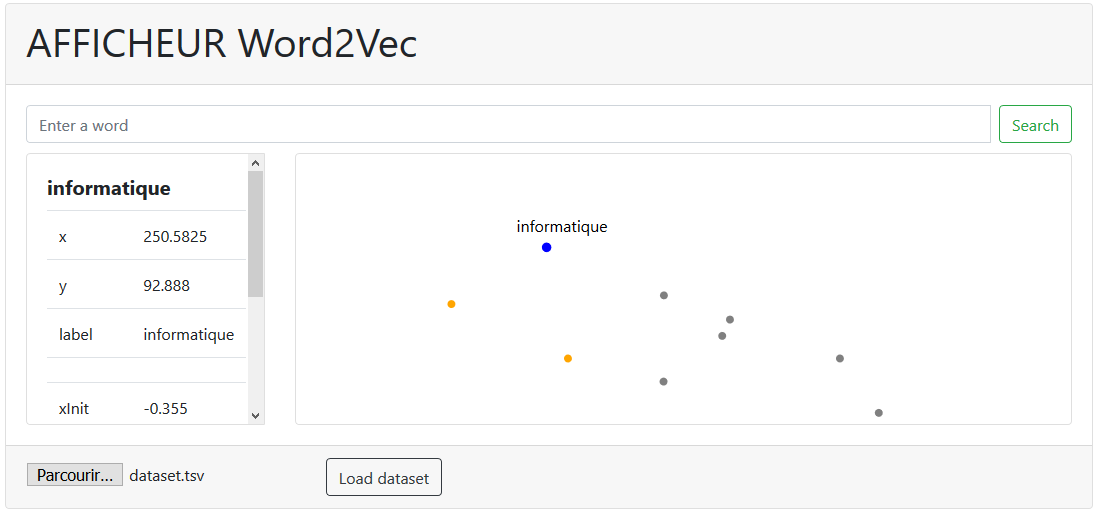 AFFICHEUR Word2Vec
Enter a word
Search
informatique
x 250.5825
y 92.888
label informatique
xInit -0.355
informatique
Parcourir... dataset.tsv
Load dataset